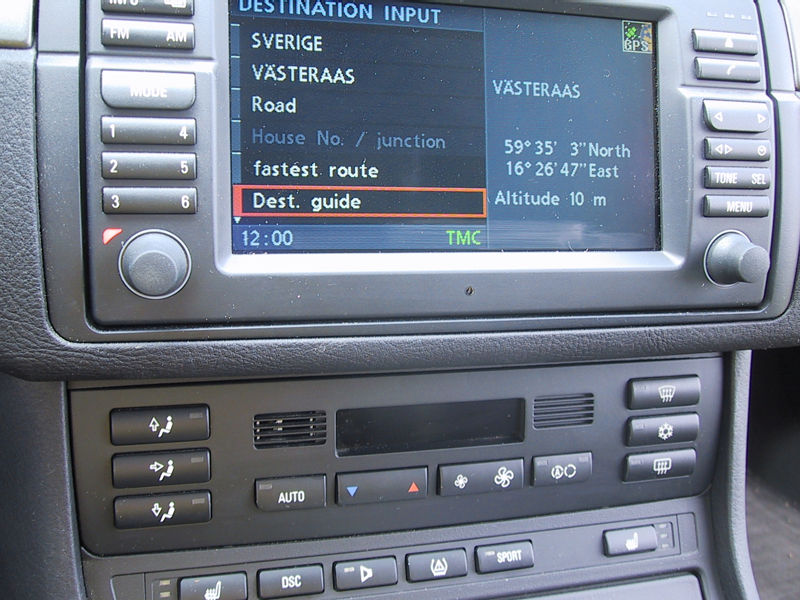 INFO
DESTINATION INPUT
GPS
FM AM
SVERIGE
MODE
VÄSTERAAS
VÄSTERAAS
Road
1 4
House No. / junction
59° 35' 3" North
2 5
fastest route
16° 26' 47" East
TONE SEL
3 6
Dest. guide
Altitude 10 m
MENU
12:00 TMC
AUTO
A
DSC
SPORT